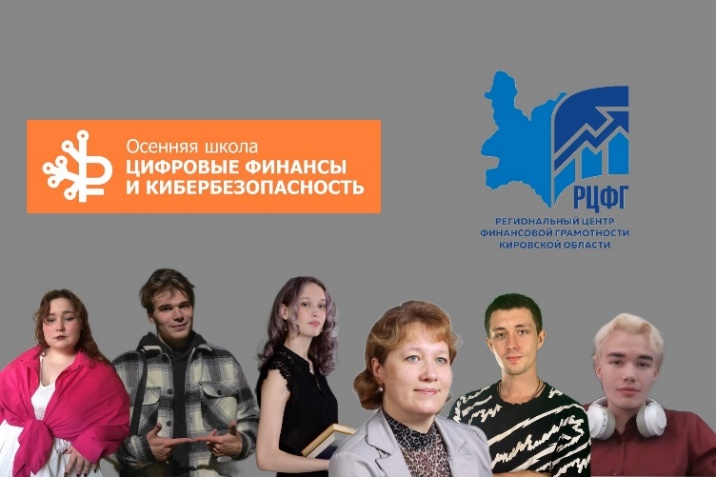 Осенняя школа
ЦИФРОВЫЕ ФИНАНСЫ
И КИБЕРБЕЗОПАСНОСТЬ
РЦФГ
РЕГИОНАЛЬНЫЙ ЦЕНТР
ФИНАНСОВОЙ ГРАМОТНОСТИ
КИРОВСКОЙ ОБЛАСТИ